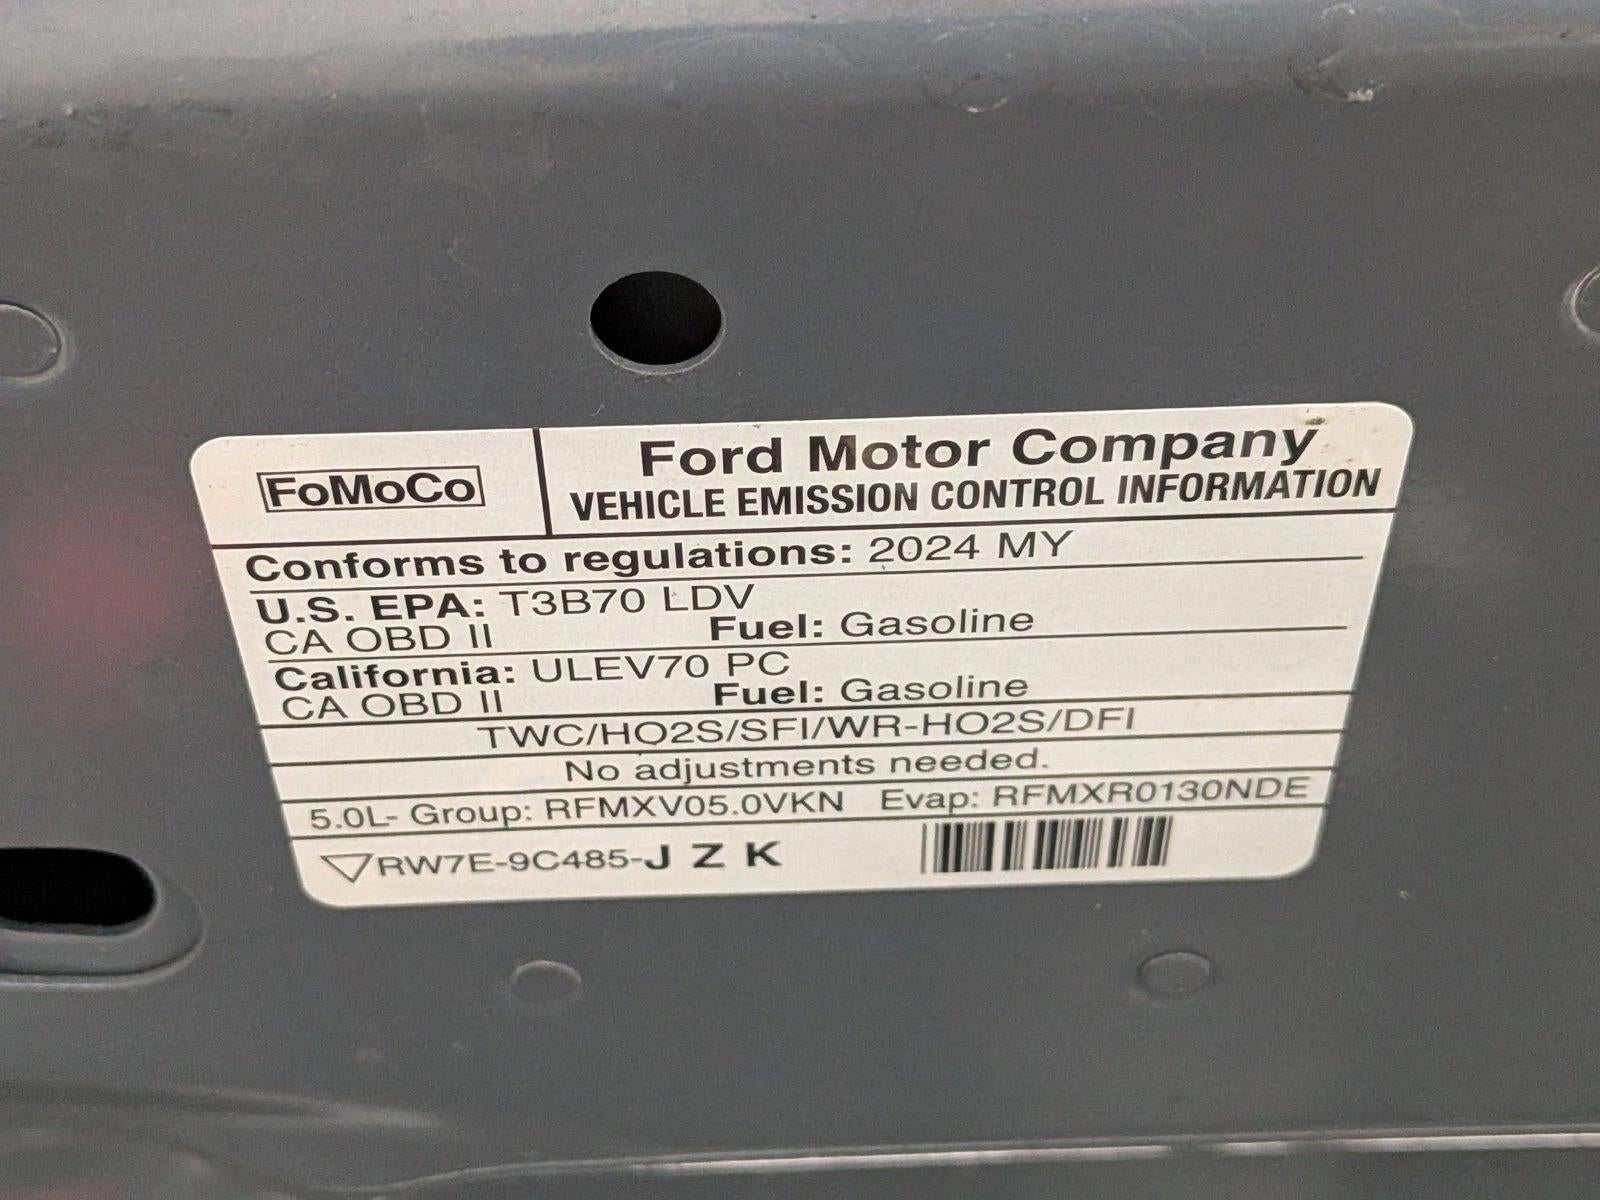 FoMoCo
Ford Motor Company
VEHICLE EMISSION CONTROL INFORMATION
Conforms to regulations: 2024 MY
U.S. EPA: T3B70 LDV
CA OBD II Fuel: Gasoline
California: ULEV70 PC
CA OBD II Fuel: Gasoline
TWC/HO2S/SFI/WR-HO2S/DFI
No adjustments needed.
5.0L- Group: RFMXV05.0VKN Evap: RFMXR0130NDE
RW7E-9C485-J Z K